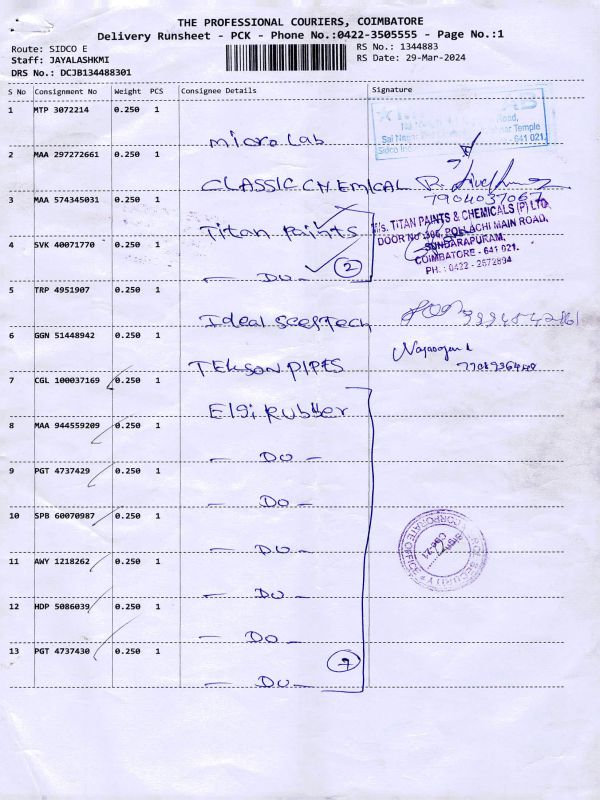 THE PROFESSIONAL COURIERS, COIMBATORE
Delivery Runsheet - PCK - Phone No.:0422-3505555 - Page No.:1
Route: SIDCO E
RS No.: 1344883
Staff: JAYALASHKMI
RS Date: 29-Mar-2024
DRS No.: DCJB134488301
S No Consignment No Weight PCS Consignee Details Signature
1 MTP 3072214 0.250 1
micro Lab
2 MAA 297272661 0.250 1
CLASSIC CHEMICAL
7904037067
3 MAA 574345031 0.250 1
Titan Paints
M/s. TITAN PAINTS & CHEMICALS (P) LTD.
DOOR NO 305, POLLACHI MAIN ROAD,
SUNDARAPURAM,
COIMBATORE - 641 021.
PH. : 0422 - 2672894
4 SVK 40071770 0.250 1
— DO — 2
5 TRP 4951907 0.250 1
Ideal
6 GGN 51448942 0.250 1
TEKSON PIPES
7 CGL 100037169 0.250 1
Elgi Rubber
8 MAA 944559209 0.250 1
— DO —
9 PGT 4737429 0.250 1
— DO —
10 SPB 60070987 0.250 1
— DO —
11 AWY 1218262 0.250 1
— DO —
12 HDP 5086039 0.250 1
— DO —
13 PGT 4737430 0.250 1
— DO — 7